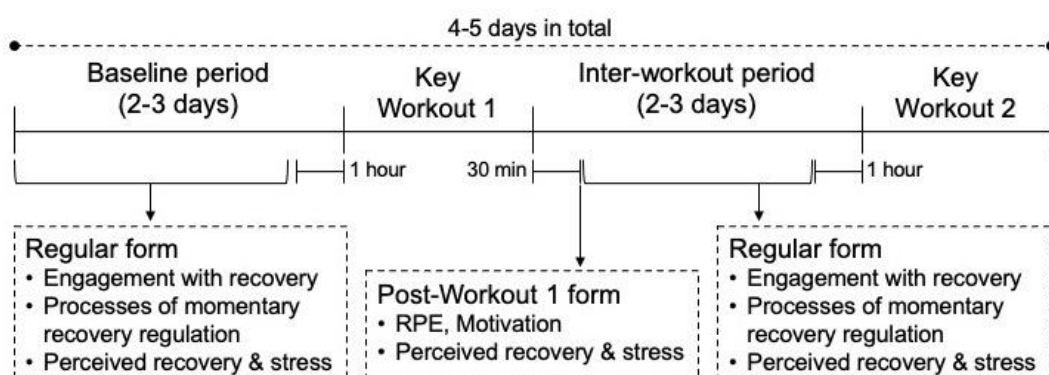 4-5 days in total
Baseline period
(2-3 days)
Key
Workout 1
Inter-workout period
(2-3 days)
Key
Workout 2
1 hour
30 min
1 hour
Regular form
• Engagement with recovery
• Processes of momentary
recovery regulation
• Perceived recovery & stress
Post-Workout 1 form
• RPE, Motivation
• Perceived recovery & stress
Regular form
• Engagement with recovery
• Processes of momentary
recovery regulation
• Perceived recovery & stress